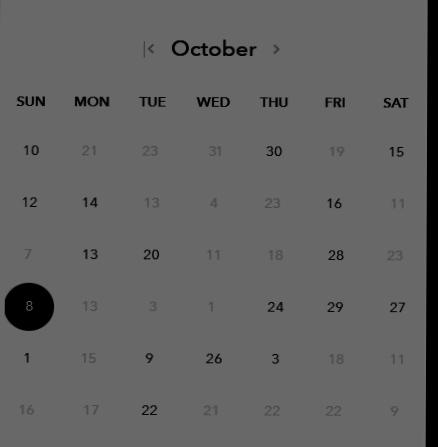 |< October >
SUN MON TUE WED THU FRI SAT
10 21 23 31 30 19 15
12 14 13 4 23 16 11
7 13 20 11 18 28 23
8 13 3 1 24 29 27
1 15 9 26 3 18 11
16 17 22 21 22 22 9